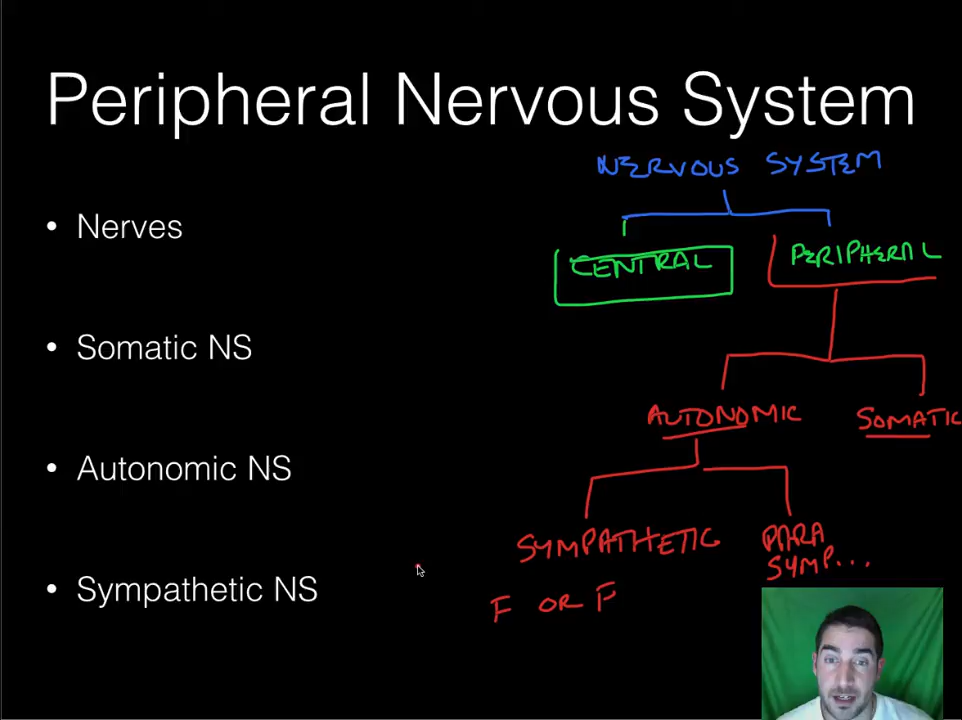 Peripheral Nervous System
NERVOUS SYSTEM
• Nerves
CENTRAL
PERIPHERAL
• Somatic NS
AUTONOMIC
SOMATIC
• Autonomic NS
SYMPATHETIC
PARA
SYMP...
• Sympathetic NS
F OR F